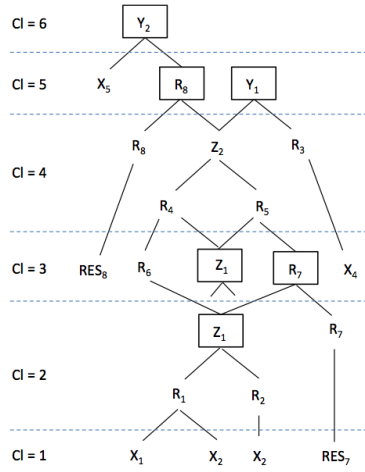 Cl = 6 Y₂
Cl = 5 X₅ R₈ Y₁
R₈ Z₂ R₃
Cl = 4
R₄ R₅
Cl = 3 RES₈ R₆ Z₁ R₇ X₄
Z₁ R₇
Cl = 2
R₁ R₂
Cl = 1 X₁ X₂ X₂ RES₇